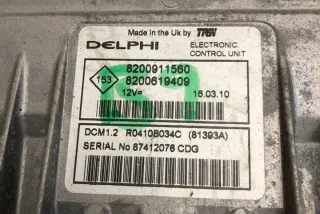 Made in the Uk by TRW
DELPHI ELECTRONIC CONTROL UNIT
153
8200911560
8200619409
12V= 16.03.10
DCM1.2 R0410B034C (81393A)
SERIAL No 87412076 CDG